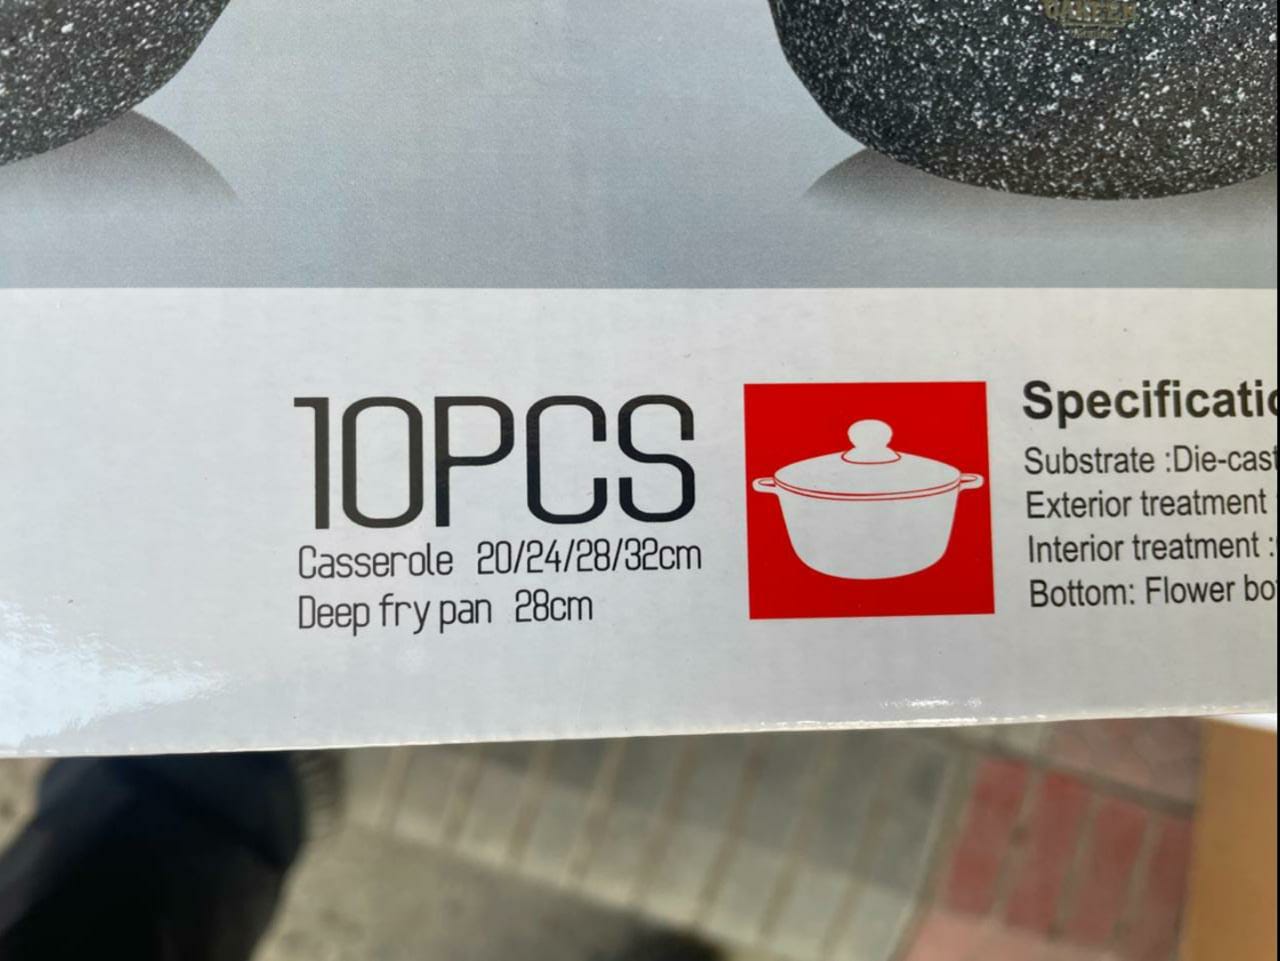 10PCS
Casserole 20/24/28/32cm
Deep fry pan 28cm
Specificatio
Substrate :Die-cast
Exterior treatment
Interior treatment :
Bottom: Flower bo